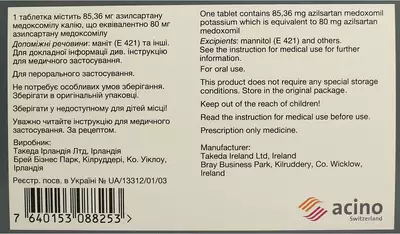 1 таблетка містить 85,36 мг азилсартану
медоксомілу калію, що еквівалентно 80 мг
азилсартану медоксомілу
Допоміжні речовини: маніт (Е 421) та інші.
Для докладної інформації див. інструкцію
для медичного застосування.
Для перорального застосування.
Не потребує особливих умов зберігання.
Зберігати в оригінальній упаковці.
Зберігати у недоступному для дітей місці!
Уважно читайте інструкцію для медичного
застосування. За рецептом.
Виробник:
Такеда Ірландія Лтд, Ірландія
Брей Бізнес Парк, Кілруддері, Ко. Уіклоу,
Ірландія
7 640153 088253 >
Реєстр. посв. в Україні № UA/13312/01/03
One tablet contains 85,36 mg azilsartan medoxomil
potassium which is equivalent to 80 mg azilsartan
medoxomil
Excipients: mannitol (E 421) and others.
See the instruction for medical use for further
information.
For oral use.
This product does not require any special storage
conditions. Store in the original package.
Keep out of the reach of children!
Read the instruction for medical use before use.
Prescription only medicine.
Manufacturer:
Takeda Ireland Ltd, Ireland
Bray Business Park, Kilruddery, Co. Wicklow,
Ireland
acino
Switzerland